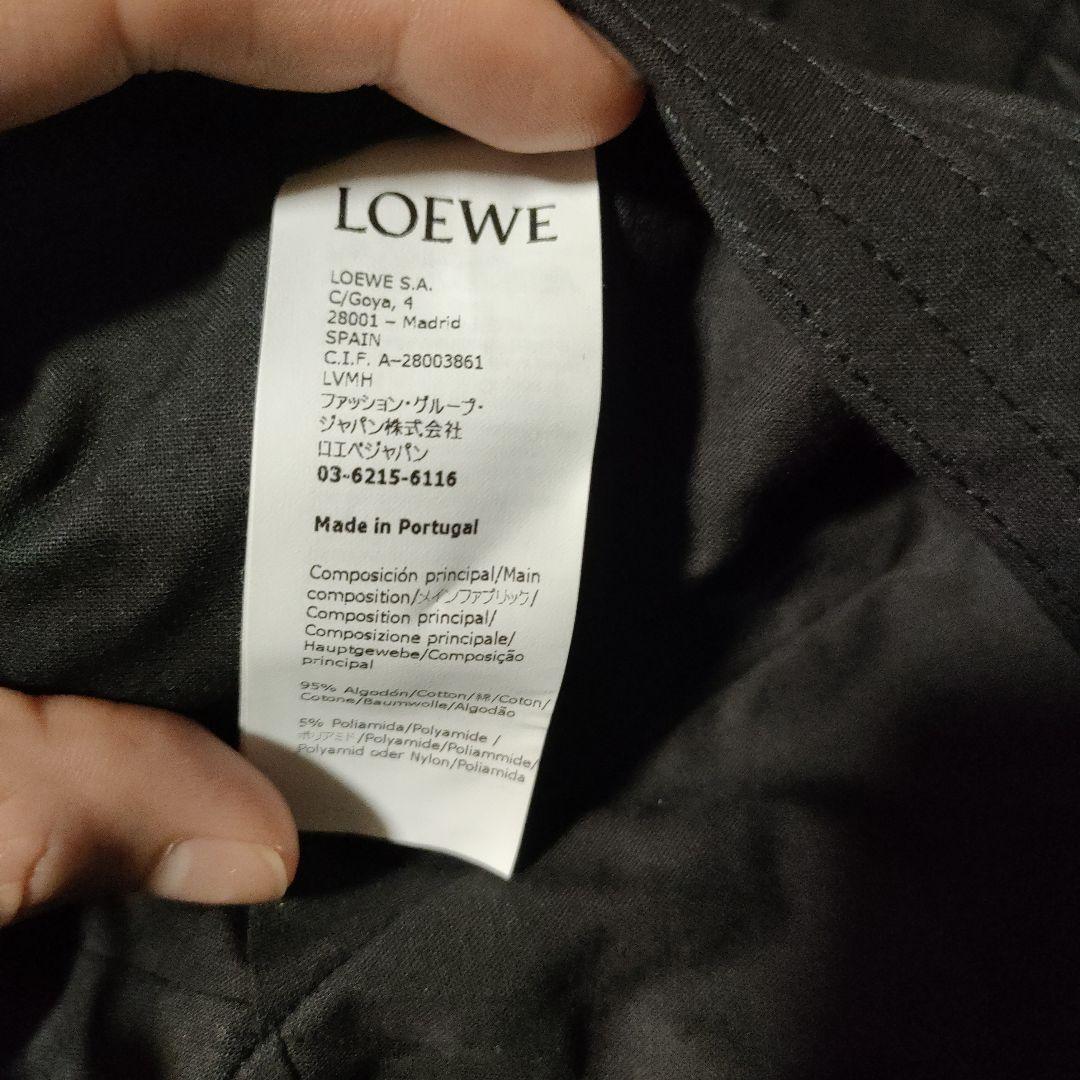 LOEWE
LOEWE S.A.
C/Goya, 4
28001 – Madrid
SPAIN
C.I.F. A–28003861
LVMH
ファッション・グループ・
ジャパン株式会社
ロエベジャパン
03-6215-6116
Made in Portugal
Composición principal/Main
composition/メインファブリック/
Composition principal/
Composizione principale/
Hauptgewebe/Composição
principal
95% Algodón/Cotton/綿/Coton/
Cotone/Baumwolle/Algodão
5% Poliamida/Polyamide /
ポリアミド/Polyamide/Poliammide/
Polyamid oder Nylon/Poliamida